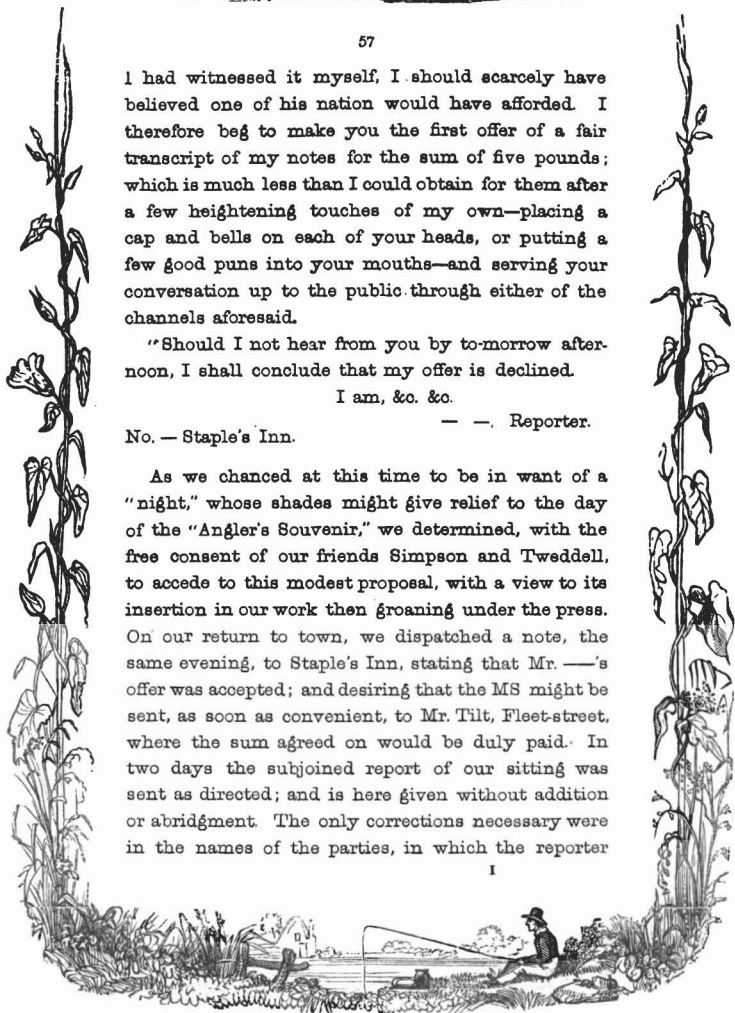 57
I had witnessed it myself, I should scarcely have
believed one of his nation would have afforded. I
therefore beg to make you the first offer of a fair
transcript of my notes for the sum of five pounds;
which is much less than I could obtain for them after
a few heightening touches of my own—placing a
cap and bells on each of your heads, or putting a
few good puns into your mouths—and serving your
conversation up to the public through either of the
channels aforesaid.
"Should I not hear from you by to-morrow after-
noon, I shall conclude that my offer is declined.
I am, &c. &c.
— —, Reporter.
No. — Staple's Inn.
As we chanced at this time to be in want of a
"night," whose shades might give relief to the day
of the "Angler's Souvenir," we determined, with the
free consent of our friends Simpson and Tweddell,
to accede to this modest proposal, with a view to its
insertion in our work then groaning under the press.
On our return to town, we dispatched a note, the
same evening, to Staple's Inn, stating that Mr. —'s
offer was accepted; and desiring that the MS might be
sent, as soon as convenient, to Mr. Tilt, Fleet-street,
where the sum agreed on would be duly paid. In
two days the subjoined report of our sitting was
sent as directed; and is here given without addition
or abridgment. The only corrections necessary were
in the names of the parties, in which the reporter
I